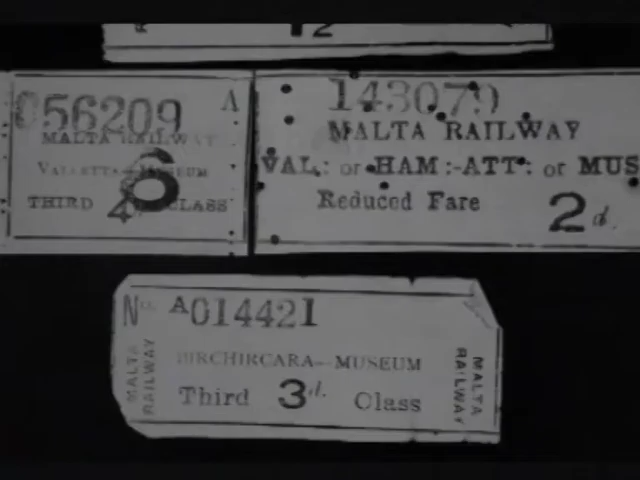 2
056209 A
MALTA RAILWAY
VALLETTA—MUSEUM
THIRD CLASS
6
143079
MALTA RAILWAY
VAL: or HAM:-ATT: or MUS
Reduced Fare 2d.
No. A014421
BIRCHIRCARA—MUSEUM
Third 3d. Class
MALTA RAILWAY
MALTA RAILWAY